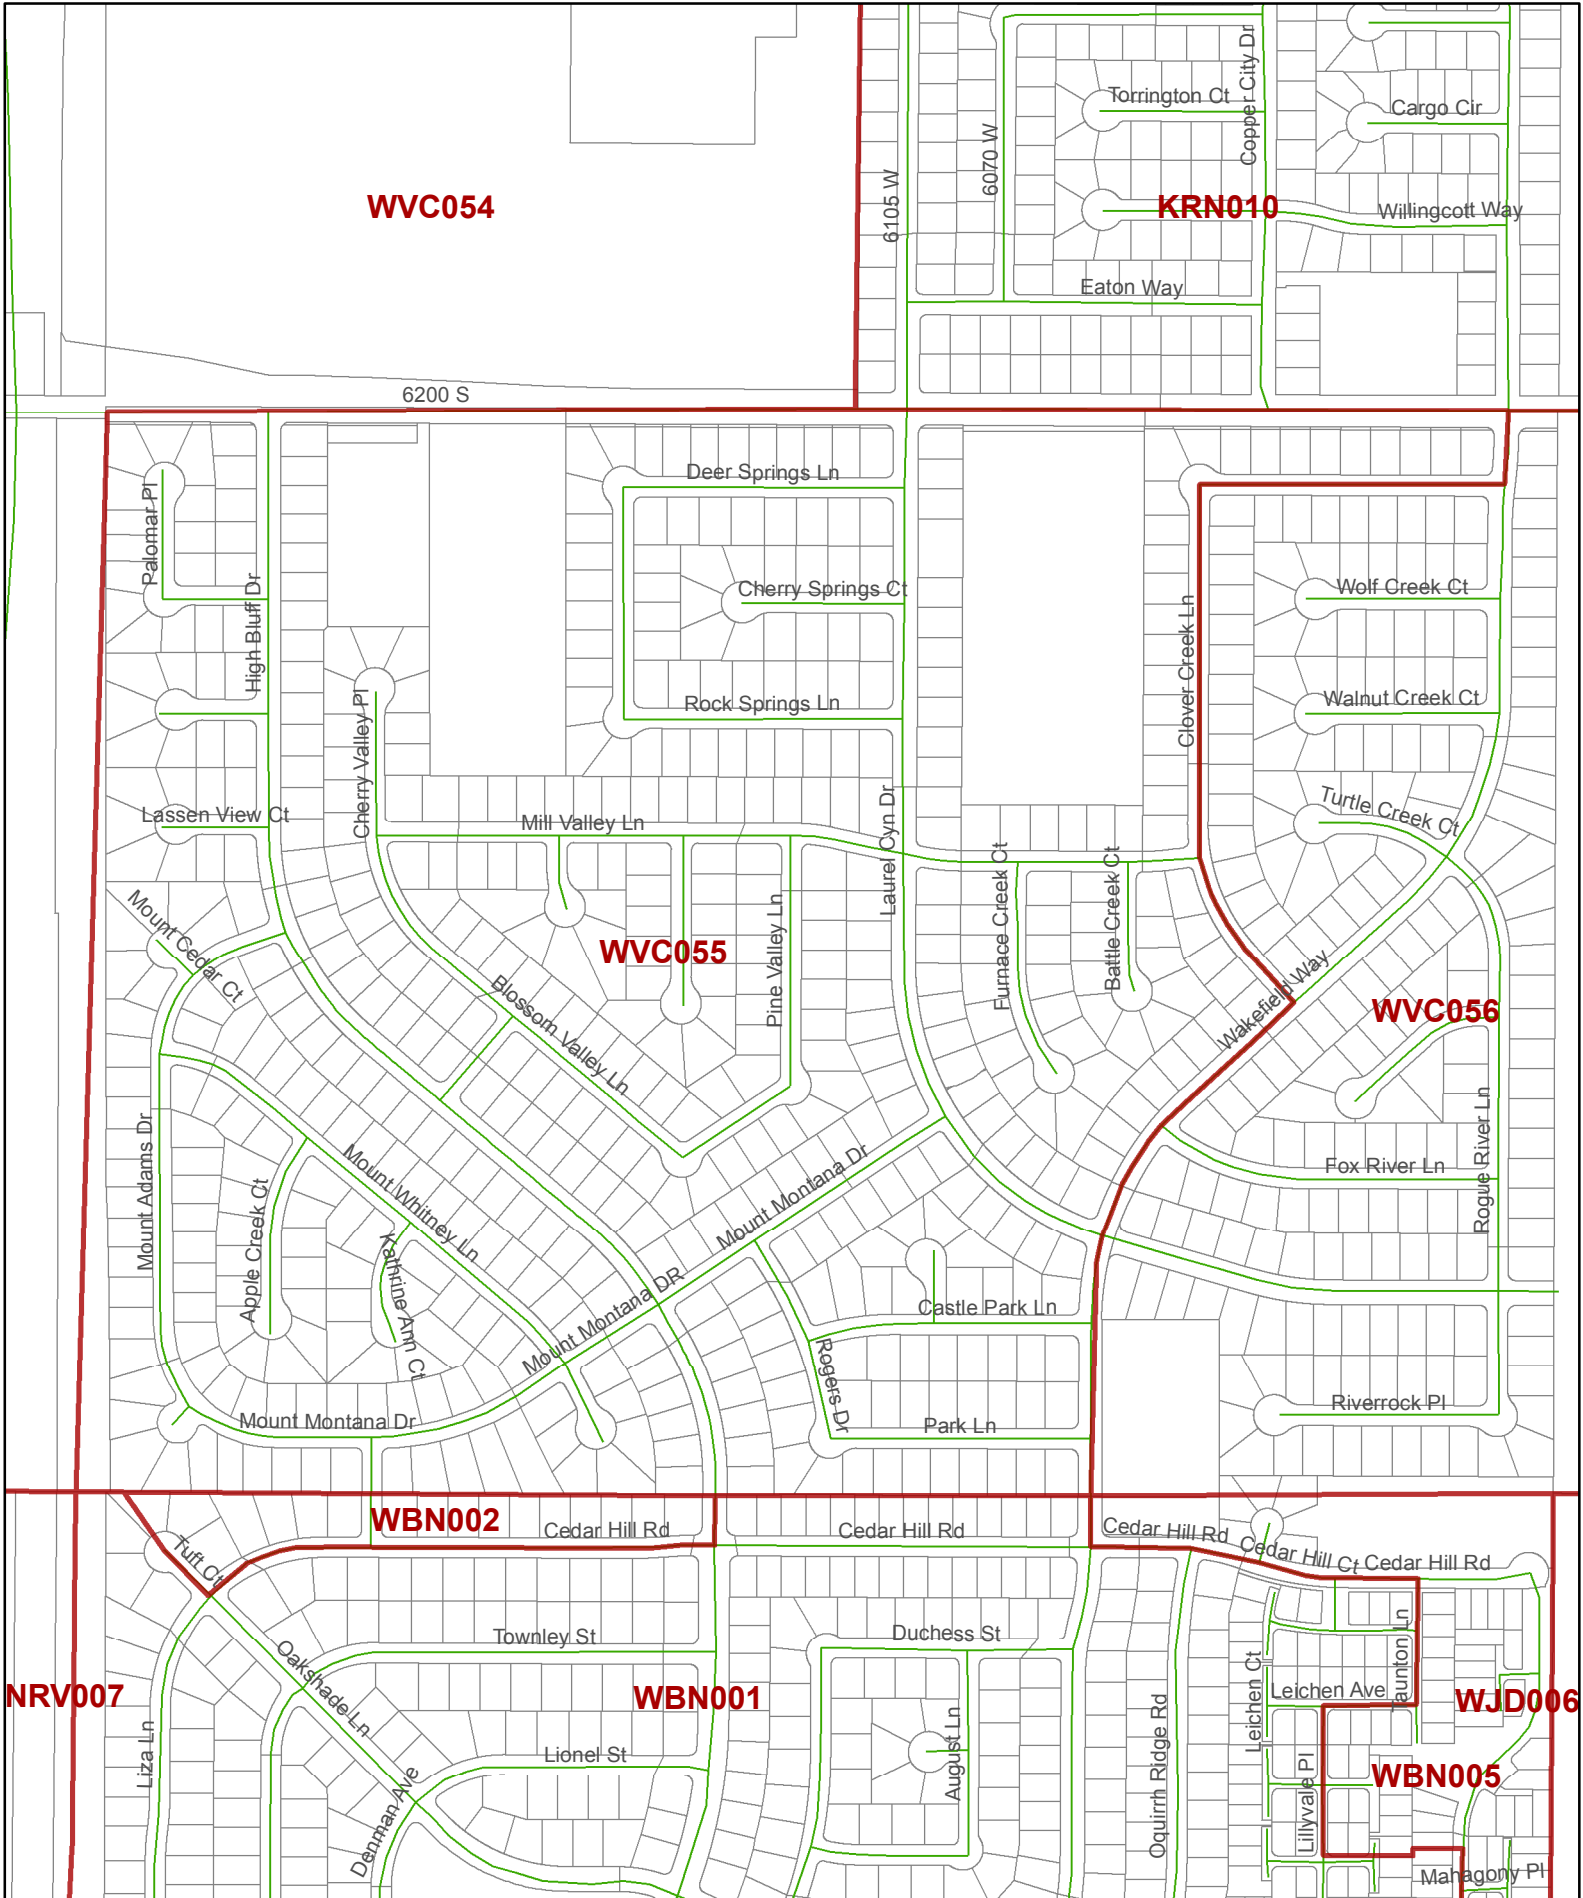 Torrington Ct
Copper City Dr
Cargo Cir
6070 W
6105 W
WVC054
KRN010
Willingcott Way
Eaton Way
6200 S
Deer Springs Ln
Palomar Pl
Cherry Springs Ct
Wolf Creek Ct
High Bluff Dr
Clover Creek Ln
Rock Springs Ln
Walnut Creek Ct
Cherry Valley Pl
Lassen View Ct
Mill Valley Ln
Laurel Cyn Dr
Turtle Creek Ct
Mount Cedar Ct
Furnace Creek Ct
Battle Creek Ct
WVC055
Pine Valley Ln
Blossom Valley Ln
Wakefield Way
WVC056
Mount Adams Dr
Mount Whitney Ln
Mount Montana Dr
Fox River Ln
Rogue River Ln
Apple Creek Ct
Kathrine Ann Ct
Mount Montana DR
Castle Park Ln
Rogers Dr
Riverrock Pl
Mount Montana Dr
Park Ln
WBN002
Cedar Hill Rd
Cedar Hill Rd
Cedar Hill Rd
Cedar Hill Ct
Cedar Hill Rd
Tuft Ct
Townley St
Duchess St
Oakshade Ln
Taunton Ln
Leichen Ct
Leichen Ave
NRV007
WBN001
WJD006
Liza Ln
Lionel St
August Ln
Oquirrh Ridge Rd
WBN005
Denman Ave
Lillyvale Pl
Mahagony Pl